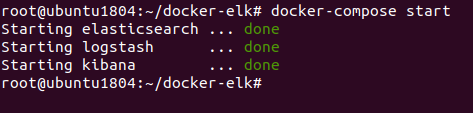 root@ubuntu1804:~/docker-elk# docker-compose start
Starting elasticsearch ... done
Starting logstash      ... done
Starting kibana        ... done
root@ubuntu1804:~/docker-elk#